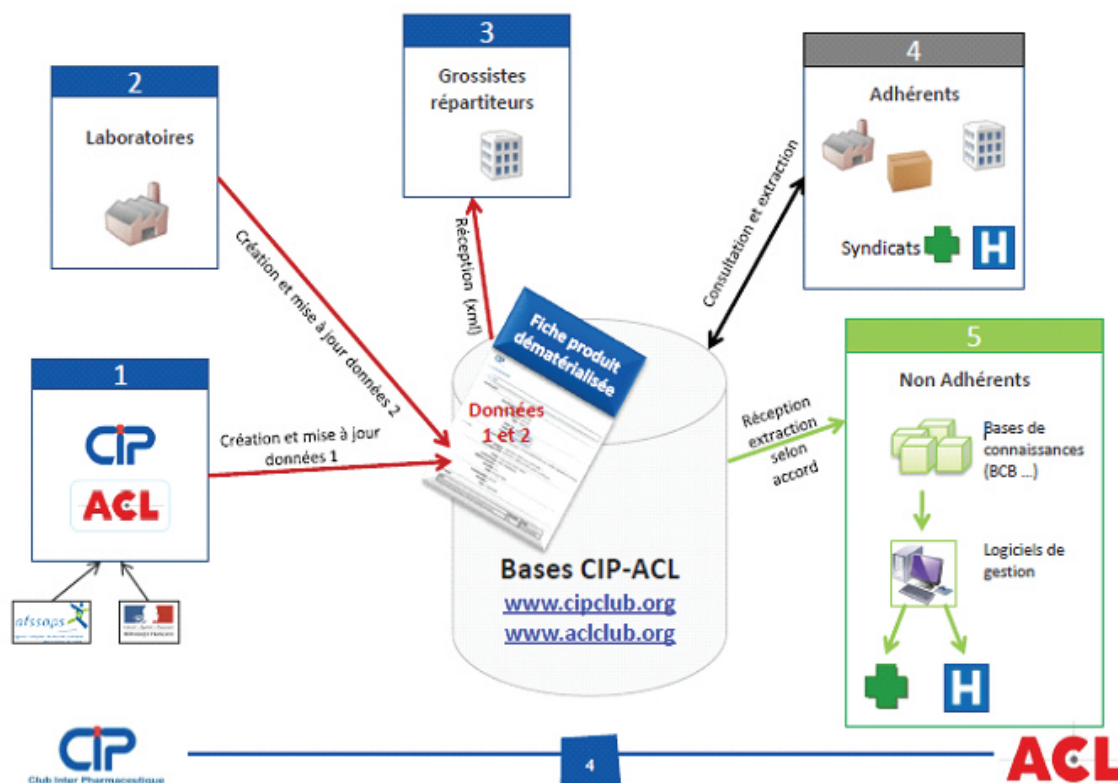 3
Grossistes
répartiteurs
2
Laboratoires
4
Adhérents
Syndicats
H
Création et mise à jour données 2
Réception (xml)
Consultation et extraction
Fiche produit
dématérialisée
CIP
Données
1 et 2
1
CIP
ACL
Création et mise à jour
données 1
afssaps
RÉPUBLIQUE FRANÇAISE
Bases CIP-ACL
www.cipclub.org
www.aclclub.org
Réception
extraction
selon
accord
5
Non Adhérents
Bases de
connaissances
(BCB ...)
Logiciels de
gestion
H
CIP
Club Inter Pharmaceutique
4
ACL